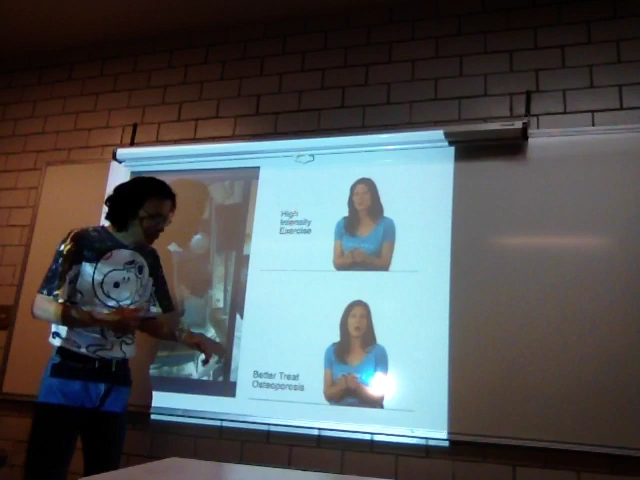 High
Intensity
Exercise
Better Treat
Osteoporosis